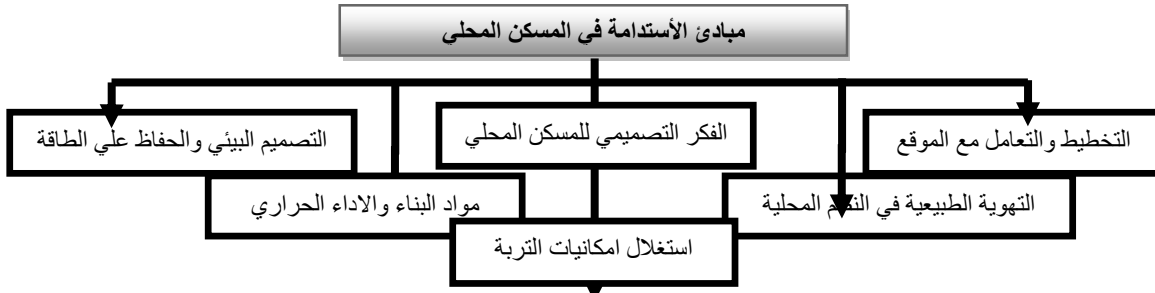 مبادئ الأستدامة في المسكن المحلي
التخطيط والتعامل مع الموقع
الفكر التصميمي للمسكن المحلي
التصميم البيئي والحفاظ علي الطاقة
التهوية الطبيعية في النظم المحلية
مواد البناء والاداء الحراري
استغلال امكانيات التربة